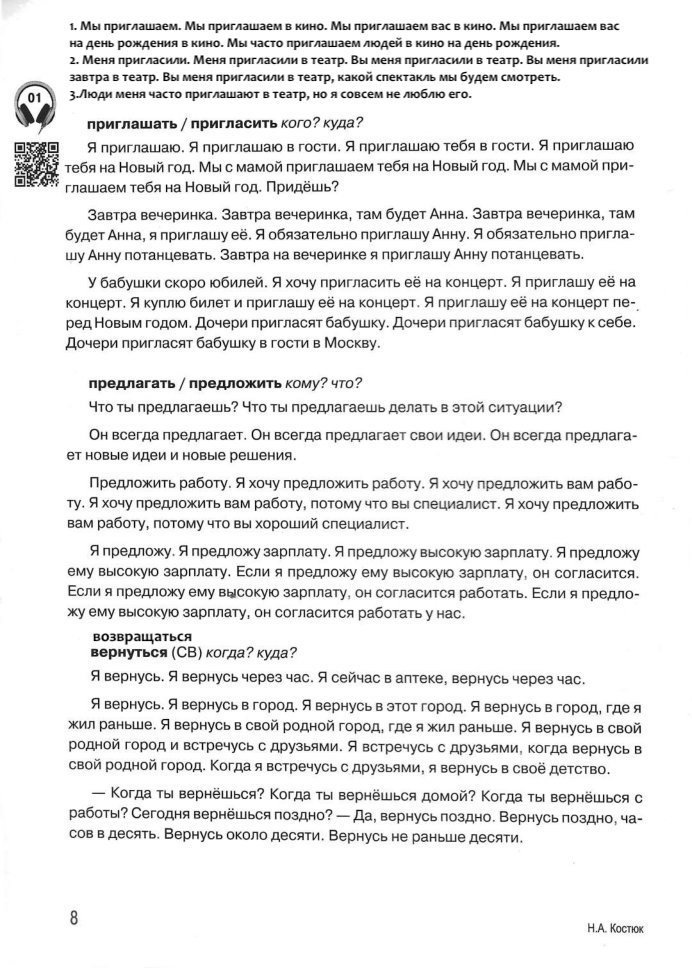 1. Мы приглашаем. Мы приглашаем в кино. Мы приглашаем вас в кино. Мы приглашаем вас
на день рождения в кино. Мы часто приглашаем людей в кино на день рождения.
2. Меня пригласили. Меня пригласили в театр. Вы меня пригласили в театр. Вы меня пригласили
завтра в театр. Вы меня пригласили в театр, какой спектакль мы будем смотреть.
3.Люди меня часто приглашают в театр, но я совсем не люблю его.
01
приглашать / пригласить кого? куда?
Я приглашаю. Я приглашаю в гости. Я приглашаю тебя в гости. Я приглашаю
тебя на Новый год. Мы с мамой приглашаем тебя на Новый год. Мы с мамой при-
глашаем тебя на Новый год. Придёшь?
Завтра вечеринка. Завтра вечеринка, там будет Анна. Завтра вечеринка, там
будет Анна, я приглашу её. Я обязательно приглашу Анну. Я обязательно пригла-
шу Анну потанцевать. Завтра на вечеринке я приглашу Анну потанцевать.
У бабушки скоро юбилей. Я хочу пригласить её на концерт. Я приглашу её на
концерт. Я куплю билет и приглашу её на концерт. Я приглашу её на концерт пе-
ред Новым годом. Дочери пригласят бабушку. Дочери пригласят бабушку к себе.
Дочери пригласят бабушку в гости в Москву.
предлагать / предложить кому? что?
Что ты предлагаешь? Что ты предлагаешь делать в этой ситуации?
Он всегда предлагает. Он всегда предлагает свои идеи. Он всегда предлага-
ет новые идеи и новые решения.
Предложить работу. Я хочу предложить работу. Я хочу предложить вам рабо-
ту. Я хочу предложить вам работу, потому что вы специалист. Я хочу предложить
вам работу, потому что вы хороший специалист.
Я предложу. Я предложу зарплату. Я предложу высокую зарплату. Я предложу
ему высокую зарплату. Если я предложу ему высокую зарплату, он согласится.
Если я предложу ему высокую зарплату, он согласится работать. Если я предло-
жу ему высокую зарплату, он согласится работать у нас.
возвращаться
вернуться (СВ) когда? куда?
Я вернусь. Я вернусь через час. Я сейчас в аптеке, вернусь через час.
Я вернусь. Я вернусь в город. Я вернусь в этот город. Я вернусь в город, где я
жил раньше. Я вернусь в свой родной город, где я жил раньше. Я вернусь в свой
родной город и встречусь с друзьями. Я встречусь с друзьями, когда вернусь в
свой родной город. Когда я встречусь с друзьями, я вернусь в своё детство.
— Когда ты вернёшься? Когда ты вернёшься домой? Когда ты вернёшься с
работы? Сегодня вернёшься поздно? — Да, вернусь поздно. Вернусь поздно, ча-
сов в десять. Вернусь около десяти. Вернусь не раньше десяти.
8
Н.А. Костюк